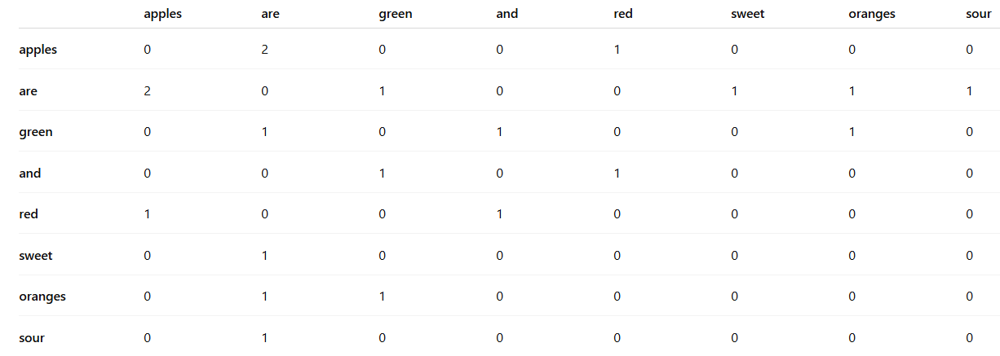 apples are green and red sweet oranges sour
apples 0 2 0 0 1 0 0 0
are 2 0 1 0 0 1 1 1
green 0 1 0 1 0 0 1 0
and 0 0 1 0 1 0 0 0
red 1 0 0 1 0 0 0 0
sweet 0 1 0 0 0 0 0 0
oranges 0 1 1 0 0 0 0 0
sour 0 1 0 0 0 0 0 0